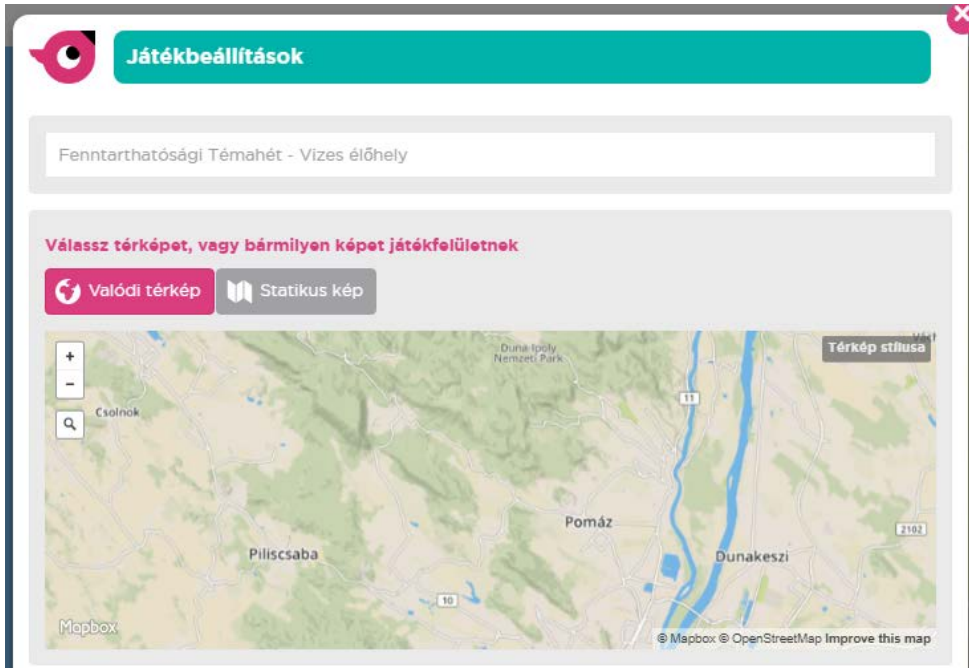 Játékbeállítások
Fenntarthatósági Témahét - Vizes élőhely
Válassz térképet, vagy bármilyen képet játékfelületnek
Valódi térkép
Statikus kép
+
Duna-Ipoly
Nemzeti Park
Térkép stílusa
-
Csolnok
11
Pomáz
2102
Piliscsaba
Dunakeszi
10
Mapbox
© Mapbox © OpenStreetMap Improve this map